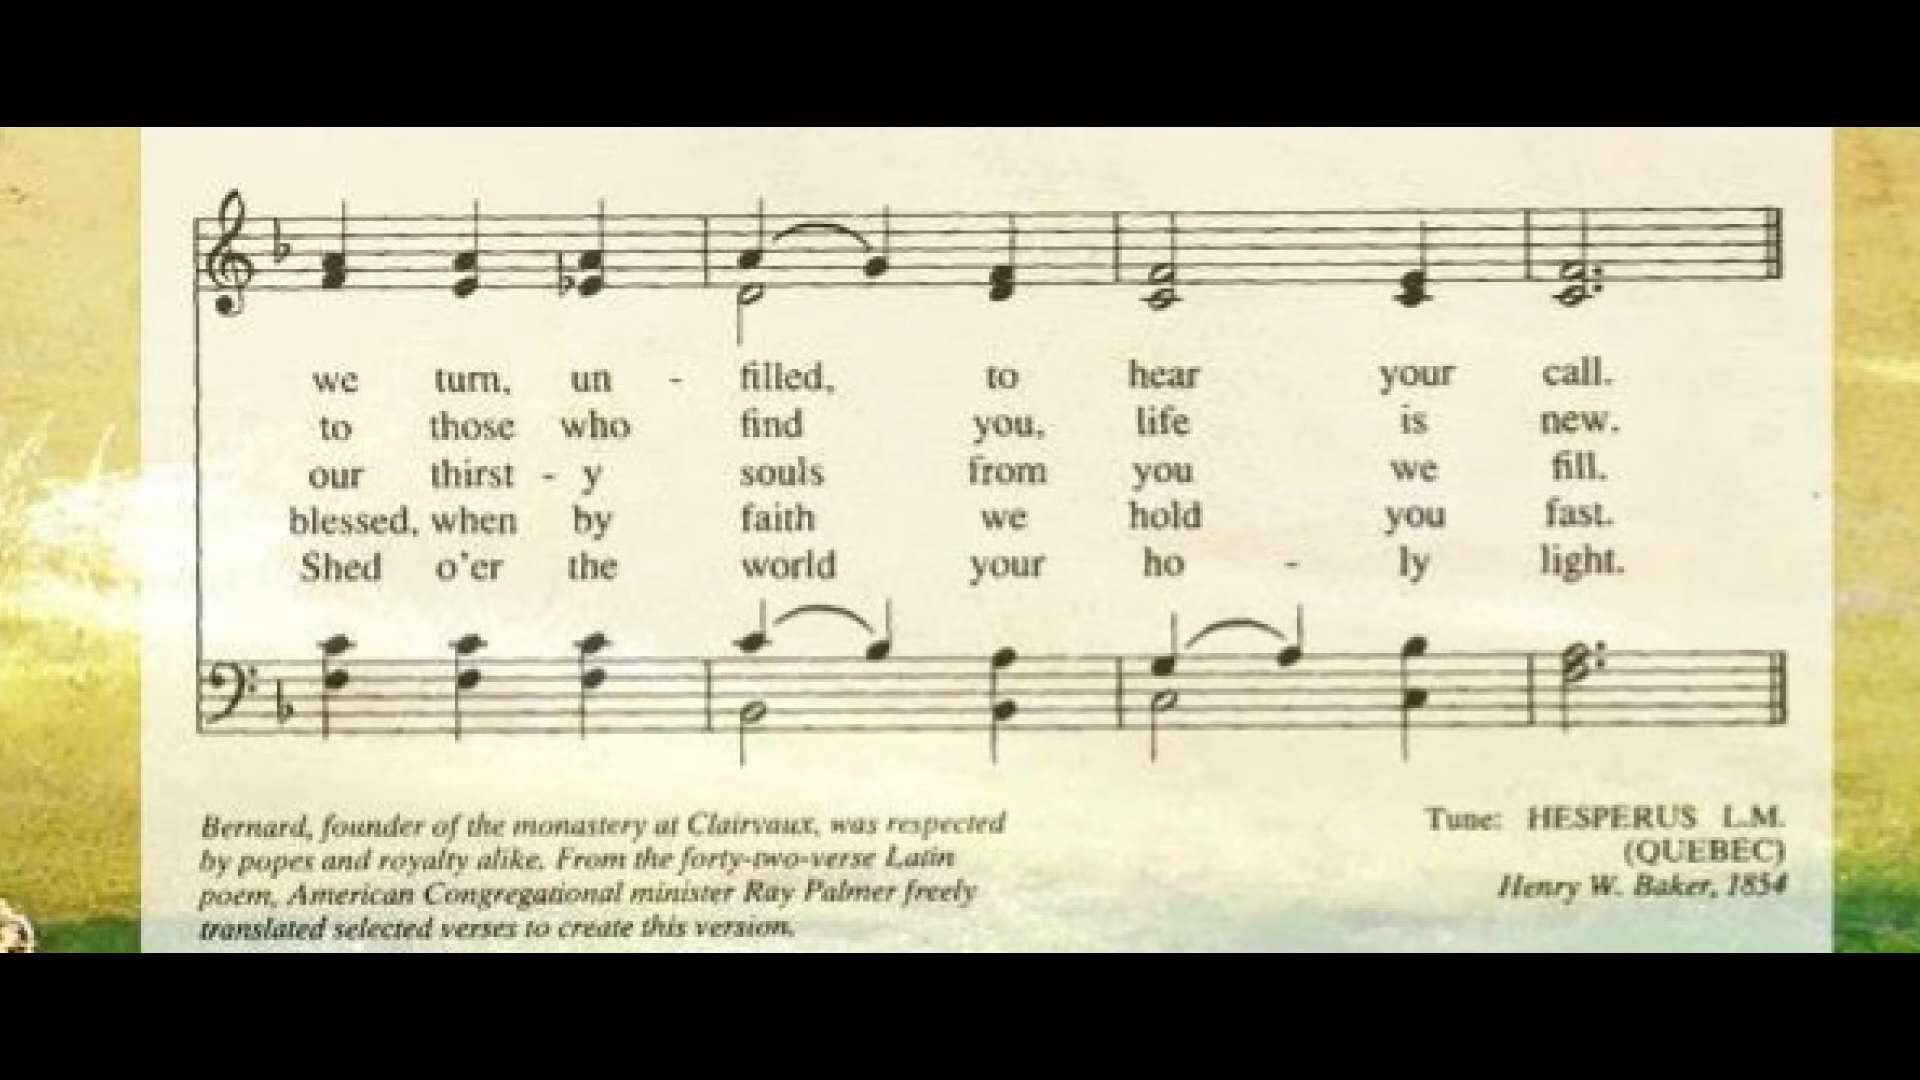 we turn, un - filled, to hear your call.
to those who find you, life is new.
our thirst - y souls from you we fill.
blessed, when by faith we hold you fast.
Shed o'er the world your ho - ly light.
Bernard, founder of the monastery at Clairvaux, was respected
by popes and royalty alike. From the forty-two-verse Latin
poem, American Congregational minister Ray Palmer freely
translated selected verses to create this version.
Tune: HESPERUS L.M.
(QUEBEC)
Henry W. Baker, 1854